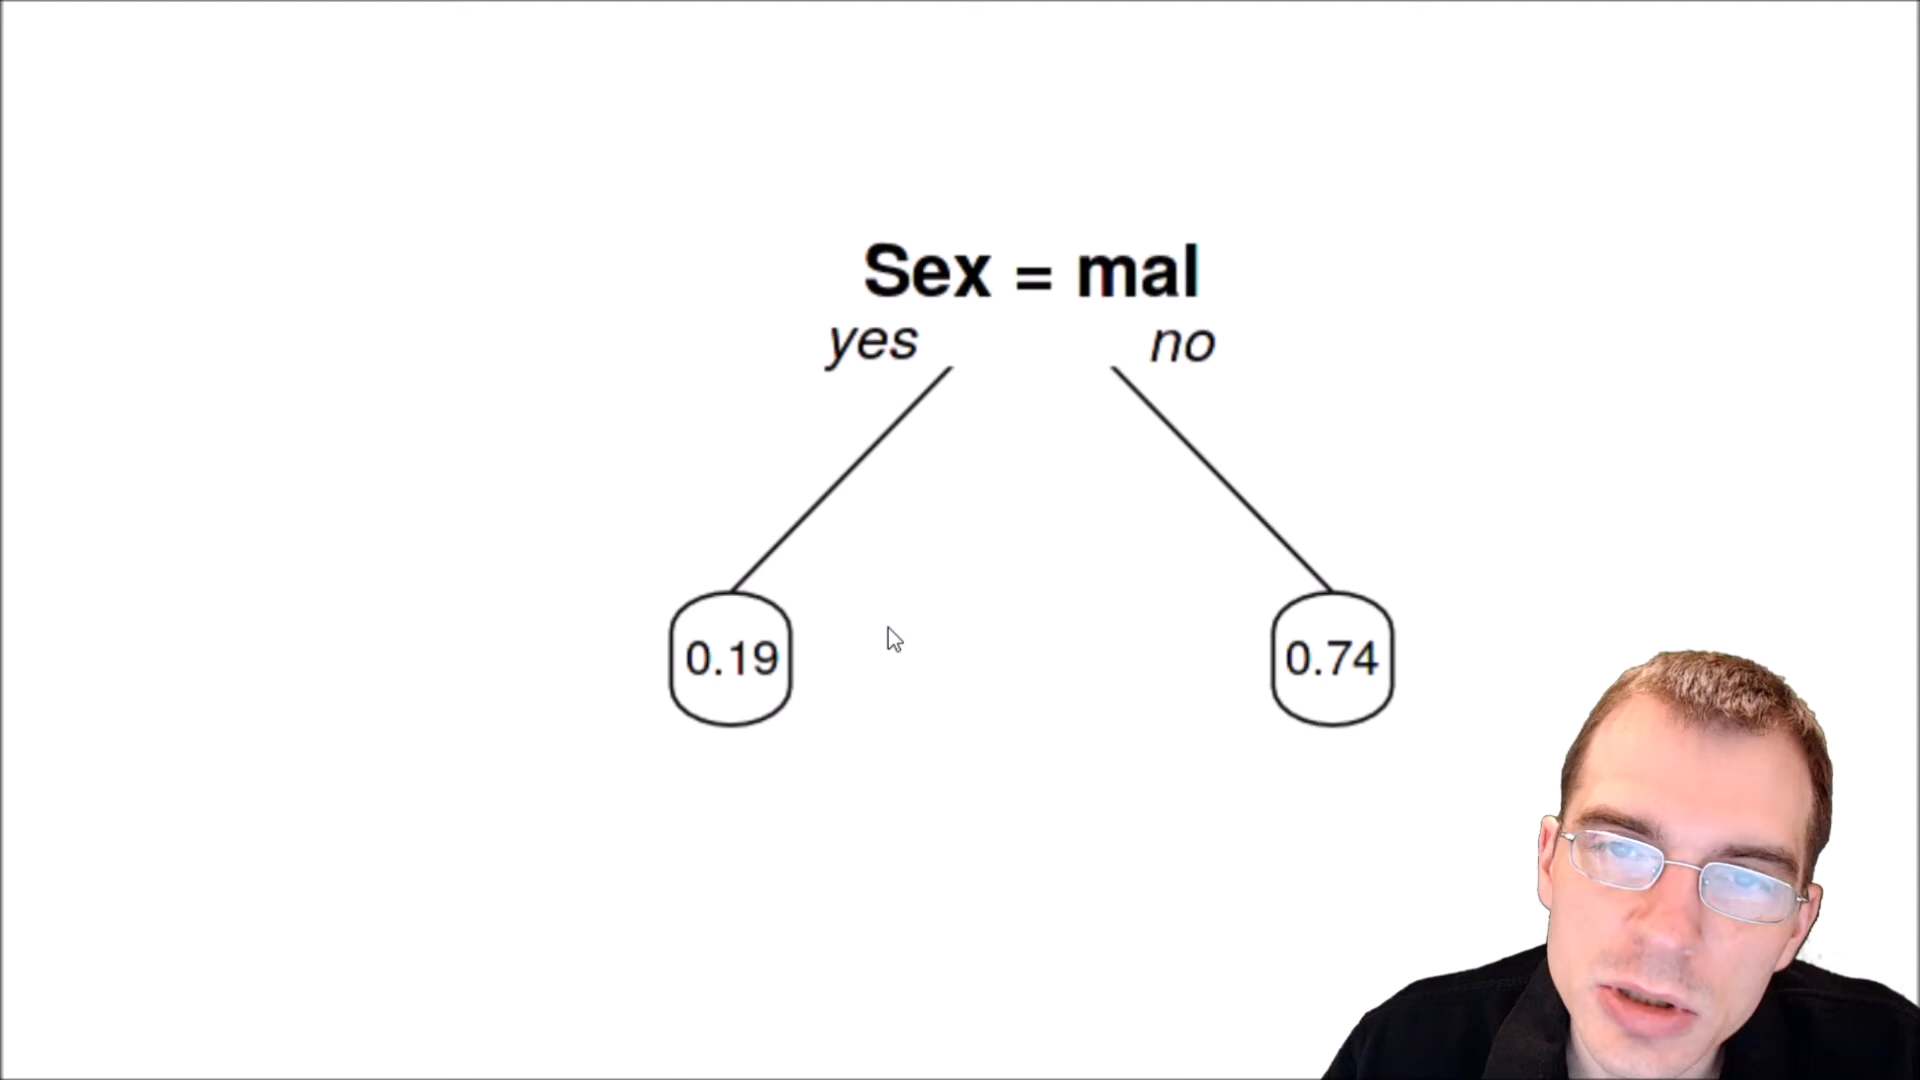 Sex = mal
yes no
0.19 0.74